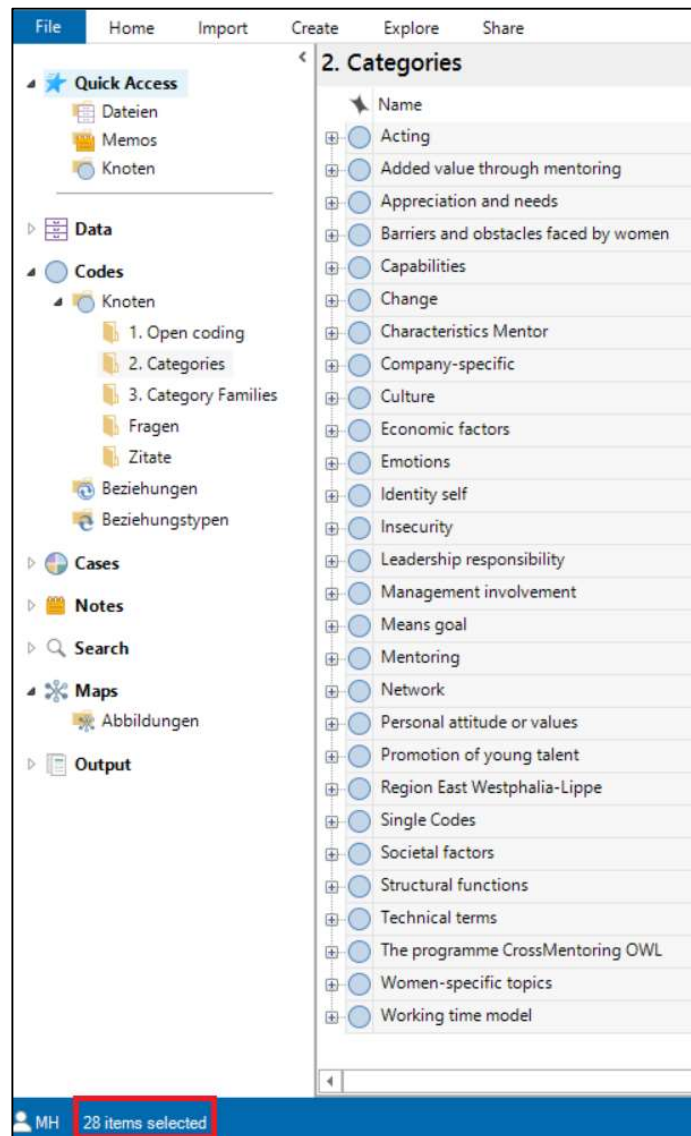 File Home Import Create Explore Share
Quick Access
Dateien
Memos
Knoten
Data
Codes
Knoten
1. Open coding
2. Categories
3. Category Families
Fragen
Zitate
Beziehungen
Beziehungstypen
Cases
Notes
Search
Maps
Abbildungen
Output
2. Categories
Name
Acting
Added value through mentoring
Appreciation and needs
Barriers and obstacles faced by women
Capabilities
Change
Characteristics Mentor
Company-specific
Culture
Economic factors
Emotions
Identity self
Insecurity
Leadership responsibility
Management involvement
Means goal
Mentoring
Network
Personal attitude or values
Promotion of young talent
Region East Westphalia-Lippe
Single Codes
Societal factors
Structural functions
Technical terms
The programme CrossMentoring OWL
Women-specific topics
Working time model
MH 28 items selected